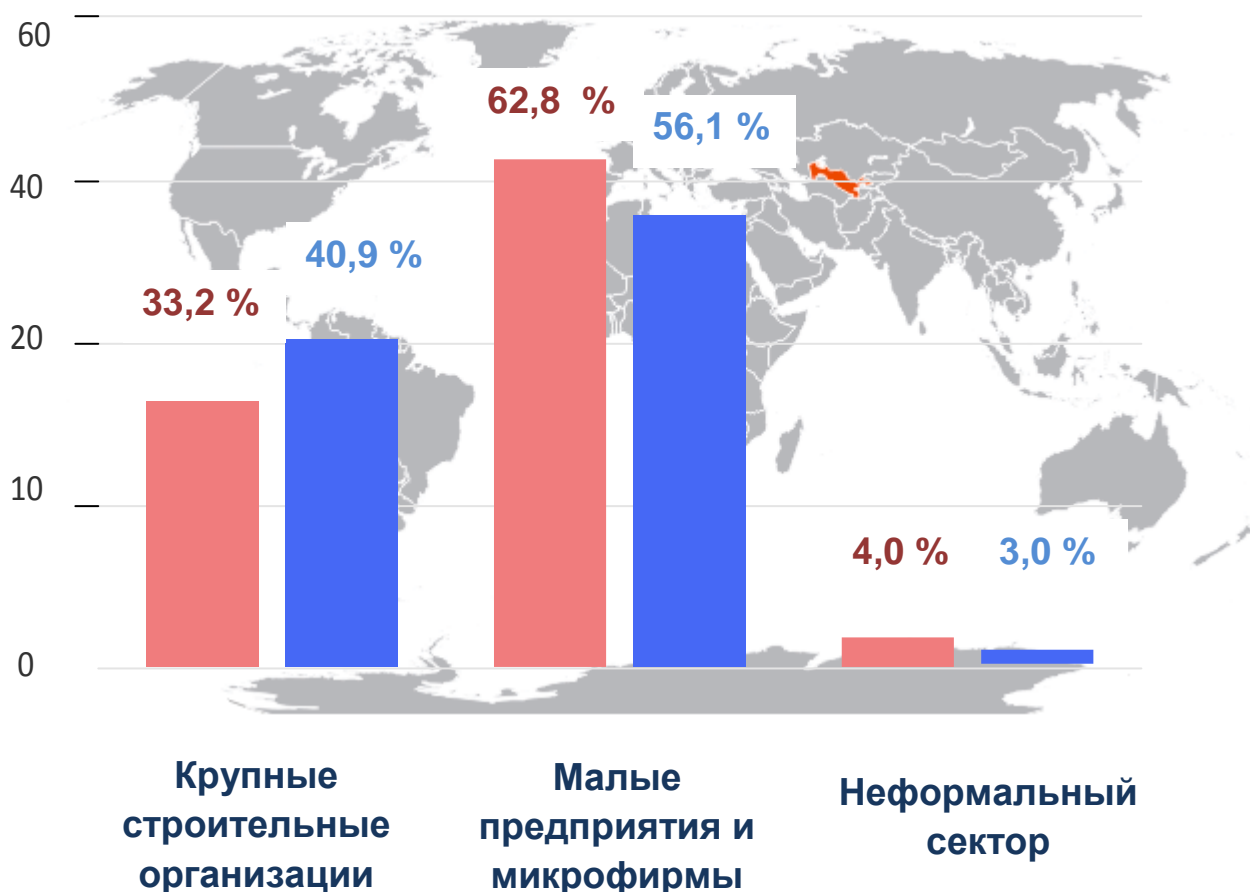 60
62,8 %
56,1 %
40
40,9 %
33,2 %
20
10
4,0 %
3,0 %
0
Крупные
строительные
организации
Малые
предприятия и
микрофирмы
Неформальный
сектор